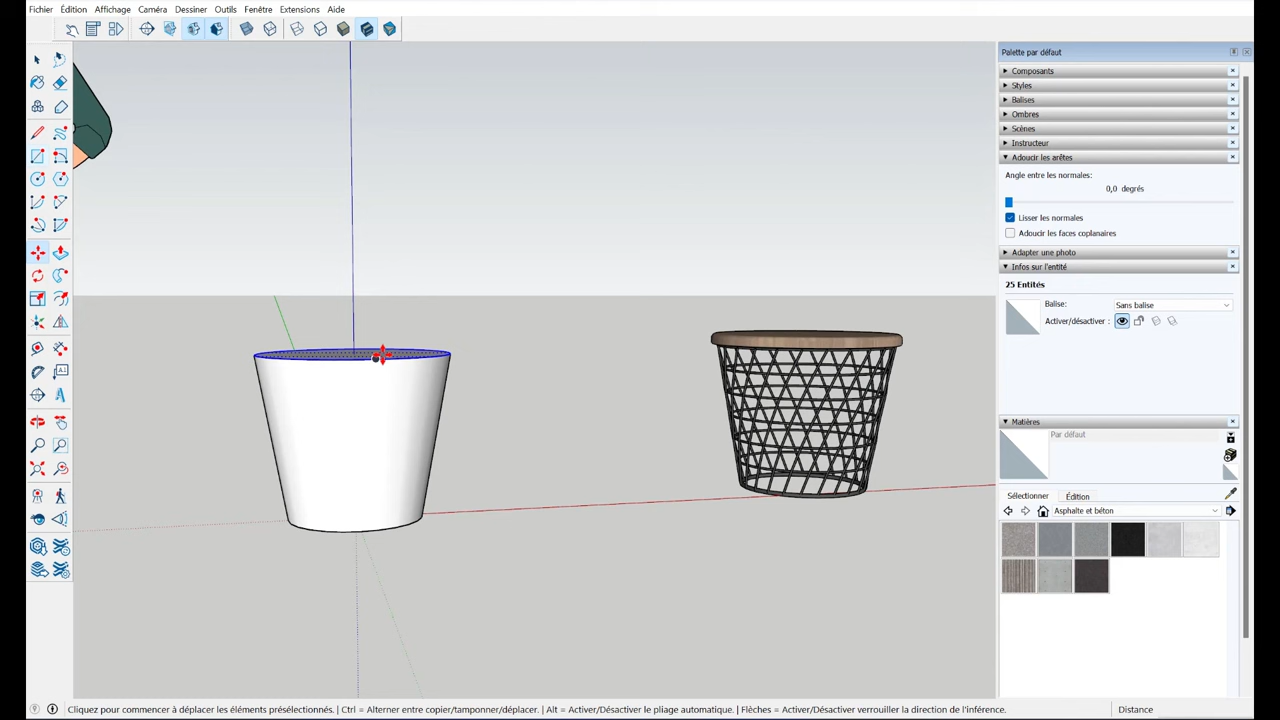 Fichier Édition Affichage Caméra Dessiner Outils Fenêtre Extensions Aide
Palette par défaut
Composants
Styles
Balises
Ombres
Scènes
Instructeur
Adoucir les arêtes
Angle entre les normales:
0,0 degrés
Lisser les normales
Adoucir les faces coplanaires
Adapter une photo
Infos sur l'entité
25 Entités
Balise: Sans balise
Activer/désactiver :
Matières
Par défaut
Sélectionner Édition
Asphalte et béton
Cliquez pour commencer à déplacer les éléments présélectionnés. | Ctrl = Alterner entre copier/tamponner/déplacer. | Alt = Activer/Désactiver le pliage automatique. | Flèches = Activer/Désactiver verrouiller la direction de l'inférence. Distance